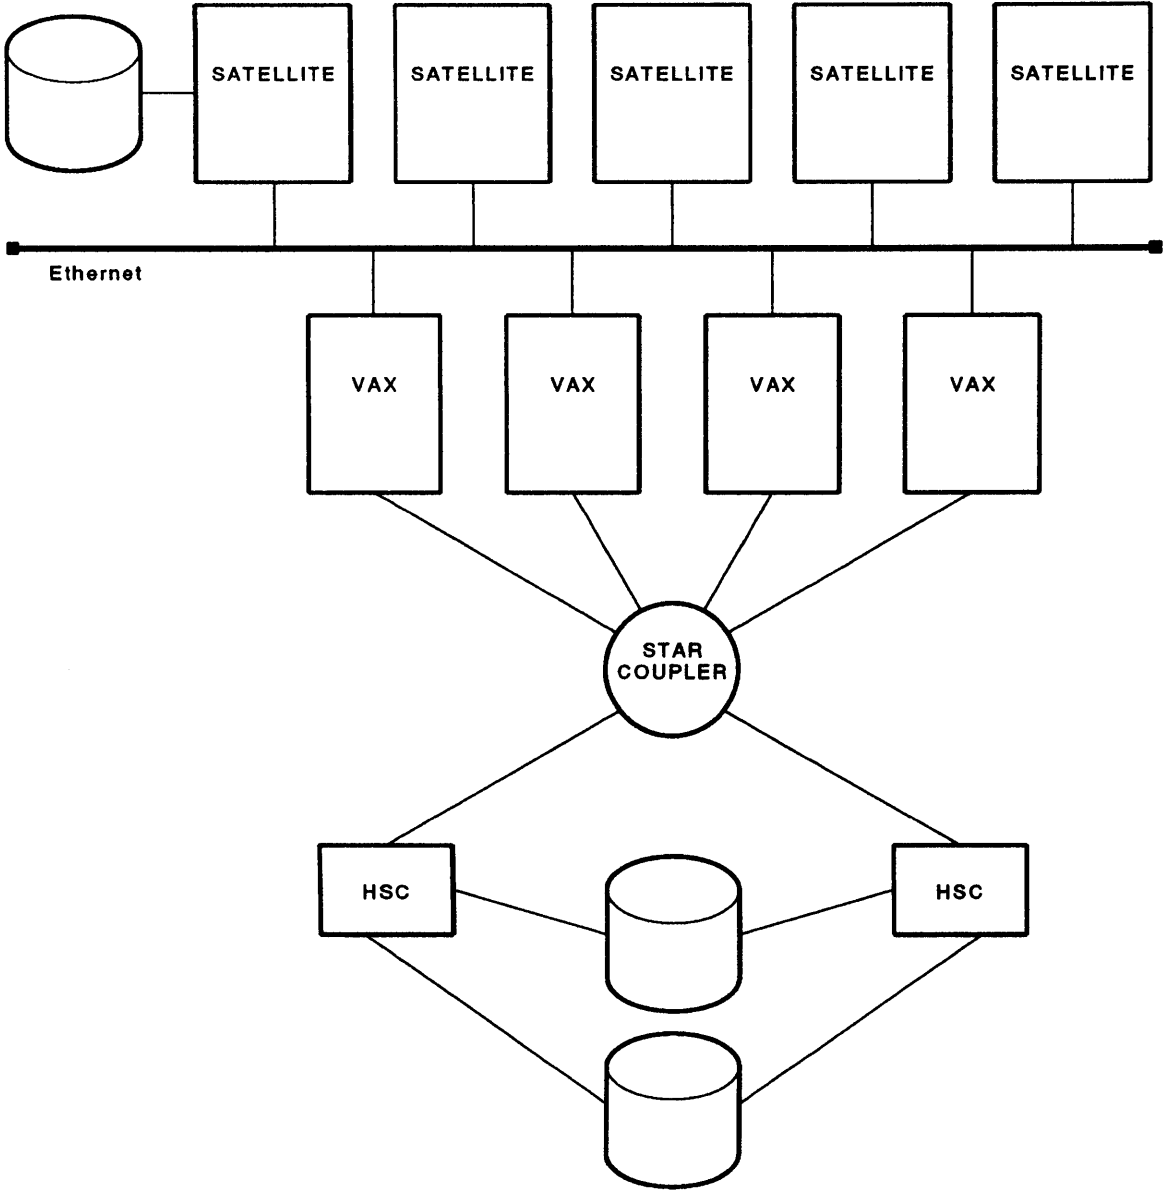 SATELLITE
SATELLITE
SATELLITE
SATELLITE
SATELLITE
Ethernet
VAX
VAX
VAX
VAX
STAR
COUPLER
HSC
HSC